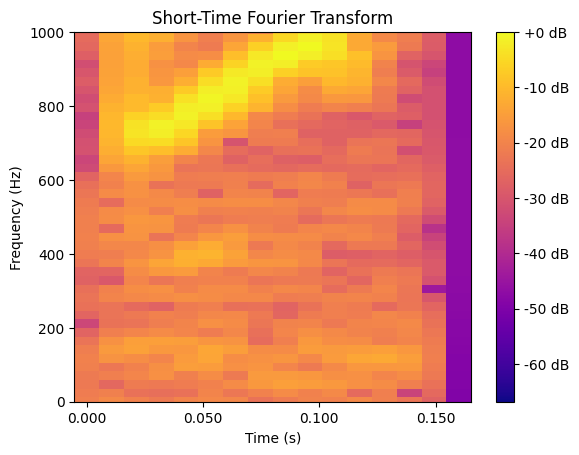 Short-Time Fourier Transform
1000
800
600
400
200
0
Frequency (Hz)
0.000
0.050
0.100
0.150
Time (s)
+0 dB
-10 dB
-20 dB
-30 dB
-40 dB
-50 dB
-60 dB